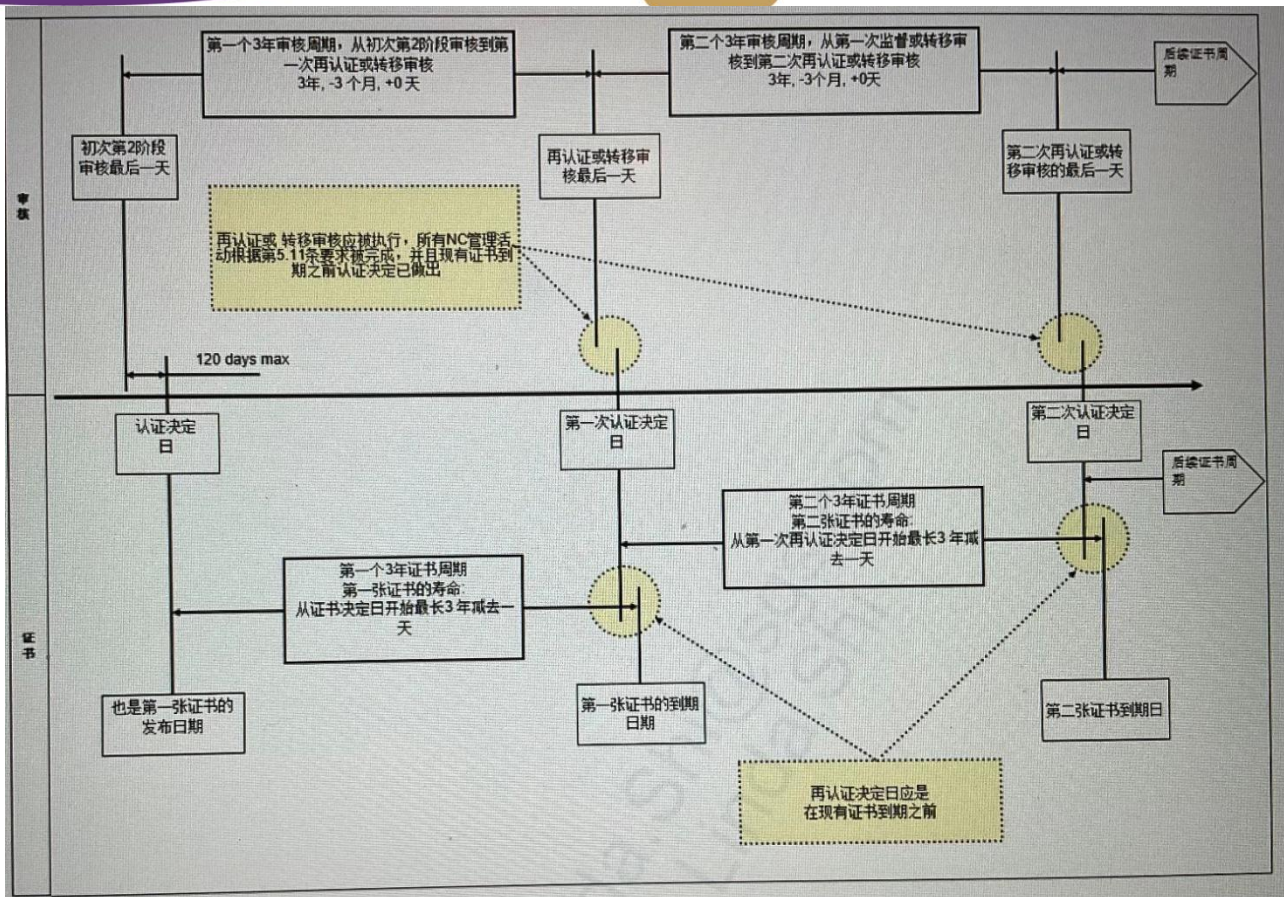 第一个3年审核周期，从初次第2阶段审核到第
一次再认证或转移审核
3年, -3 个月, +0 天
第二个3年审核周期，从第一次监督或转移审
核到第二次再认证或转移审核
3年, -3个月, +0天
后续证书周
期
初次第2阶段
审核最后一天
再认证或转移审
核最后一天
第二次再认证或转
移审核的最后一天
审
核
再认证或 转移审核应被执行，所有NC管理活
动根据第5.11条要求被完成，并且现有证书到
期之前认证决定已做出
120 days max
认证决定
日
第一次认证决定
日
第二次认证决定
日
后续证书周
期
第二个3年证书周期
第二张证书的寿命:
从第一次再认证决定日开始最长3 年减
去一天
第一个3年证书周期
第一张证书的寿命:
从证书决定日开始最长3 年减去一
天
证
书
也是第一张证书的
发布日期
第一张证书的到期
日期
第二张证书到期日
再认证决定日应是
在现有证书到期之前